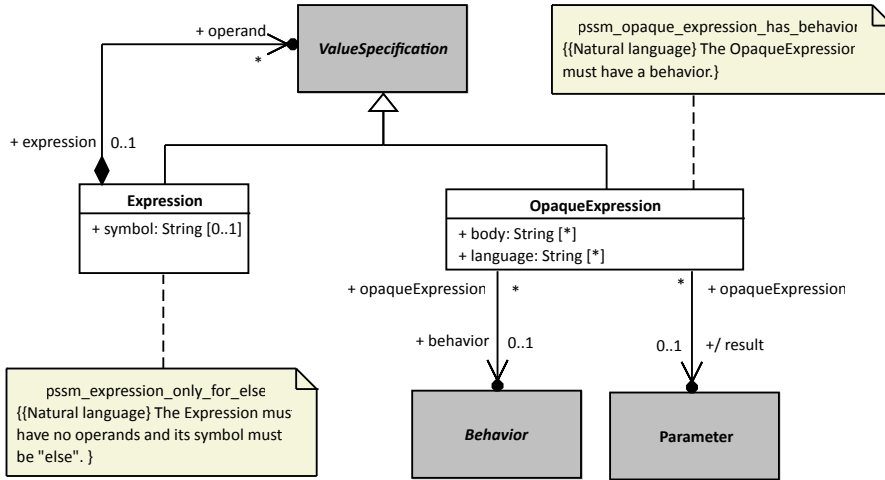 + operand
*
ValueSpecification
pssm_opaque_expression_has_behavior
{{Natural language} The OpaqueExpression
must have a behavior.}
+ expression
0..1
Expression
+ symbol: String [0..1]
OpaqueExpression
+ body: String [*]
+ language: String [*]
+ opaqueExpression
*
*
+ opaqueExpression
+ behavior
0..1
0..1
+/ result
pssm_expression_only_for_else
{{Natural language} The Expression mus
have no operands and its symbol must
be "else". }
Behavior
Parameter